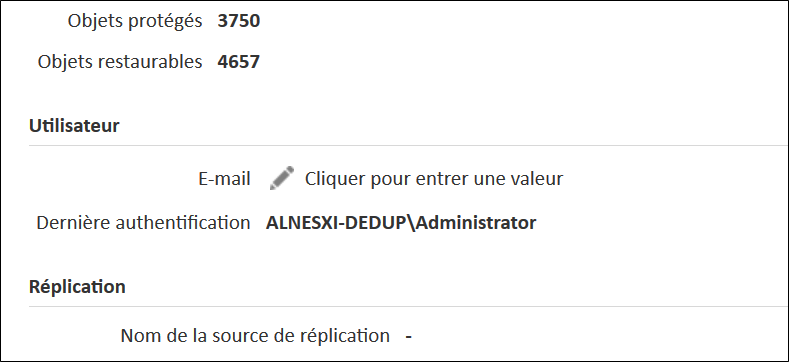 Objets protégés 3750
Objets restaurables 4657
Utilisateur
E-mail Cliquer pour entrer une valeur
Dernière authentification ALNESXI-DEDUP\Administrator
Réplication
Nom de la source de réplication -